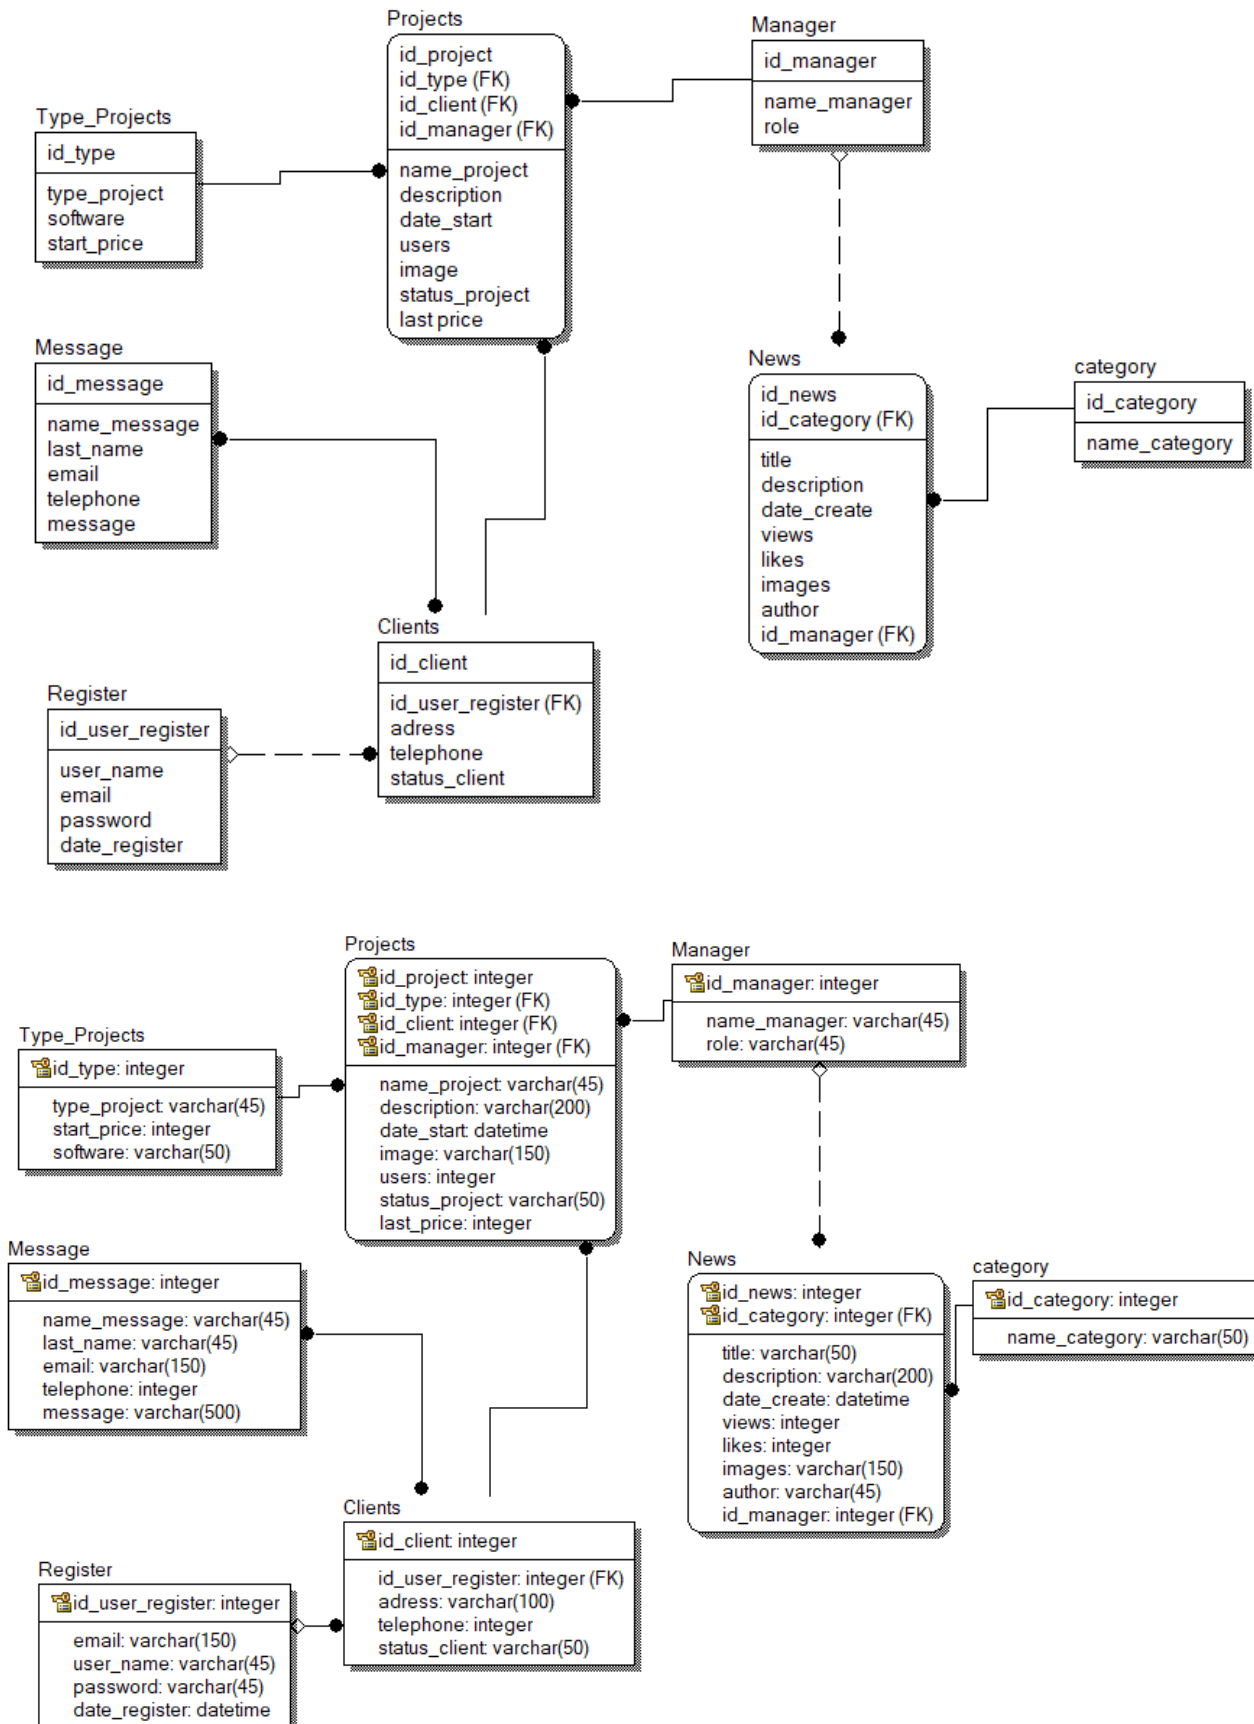 Projects
id_project
id_type (FK)
id_client (FK)
id_manager (FK)
name_project
description
date_start
users
image
status_project
last price
Manager
id_manager
name_manager
role
Type_Projects
id_type
type_project
software
start_price
Message
id_message
name_message
last_name
email
telephone
message
News
id_news
id_category (FK)
title
description
date_create
views
likes
images
author
id_manager (FK)
category
id_category
name_category
Clients
id_client
id_user_register (FK)
adress
telephone
status_client
Register
id_user_register
user_name
email
password
date_register
Projects
id_project: integer
id_type: integer (FK)
id_client: integer (FK)
id_manager: integer (FK)
name_project: varchar(45)
description: varchar(200)
date_start: datetime
image: varchar(150)
users: integer
status_project: varchar(50)
last_price: integer
Manager
id_manager: integer
name_manager: varchar(45)
role: varchar(45)
Type_Projects
id_type: integer
type_project: varchar(45)
start_price: integer
software: varchar(50)
Message
id_message: integer
name_message: varchar(45)
last_name: varchar(45)
email: varchar(150)
telephone: integer
message: varchar(500)
News
id_news: integer
id_category: integer (FK)
title: varchar(50)
description: varchar(200)
date_create: datetime
views: integer
likes: integer
images: varchar(150)
author: varchar(45)
id_manager: integer (FK)
category
id_category: integer
name_category: varchar(50)
Clients
id_client: integer
id_user_register: integer (FK)
adress: varchar(100)
telephone: integer
status_client: varchar(50)
Register
id_user_register: integer
email: varchar(150)
user_name: varchar(45)
password: varchar(45)
date_register: datetime